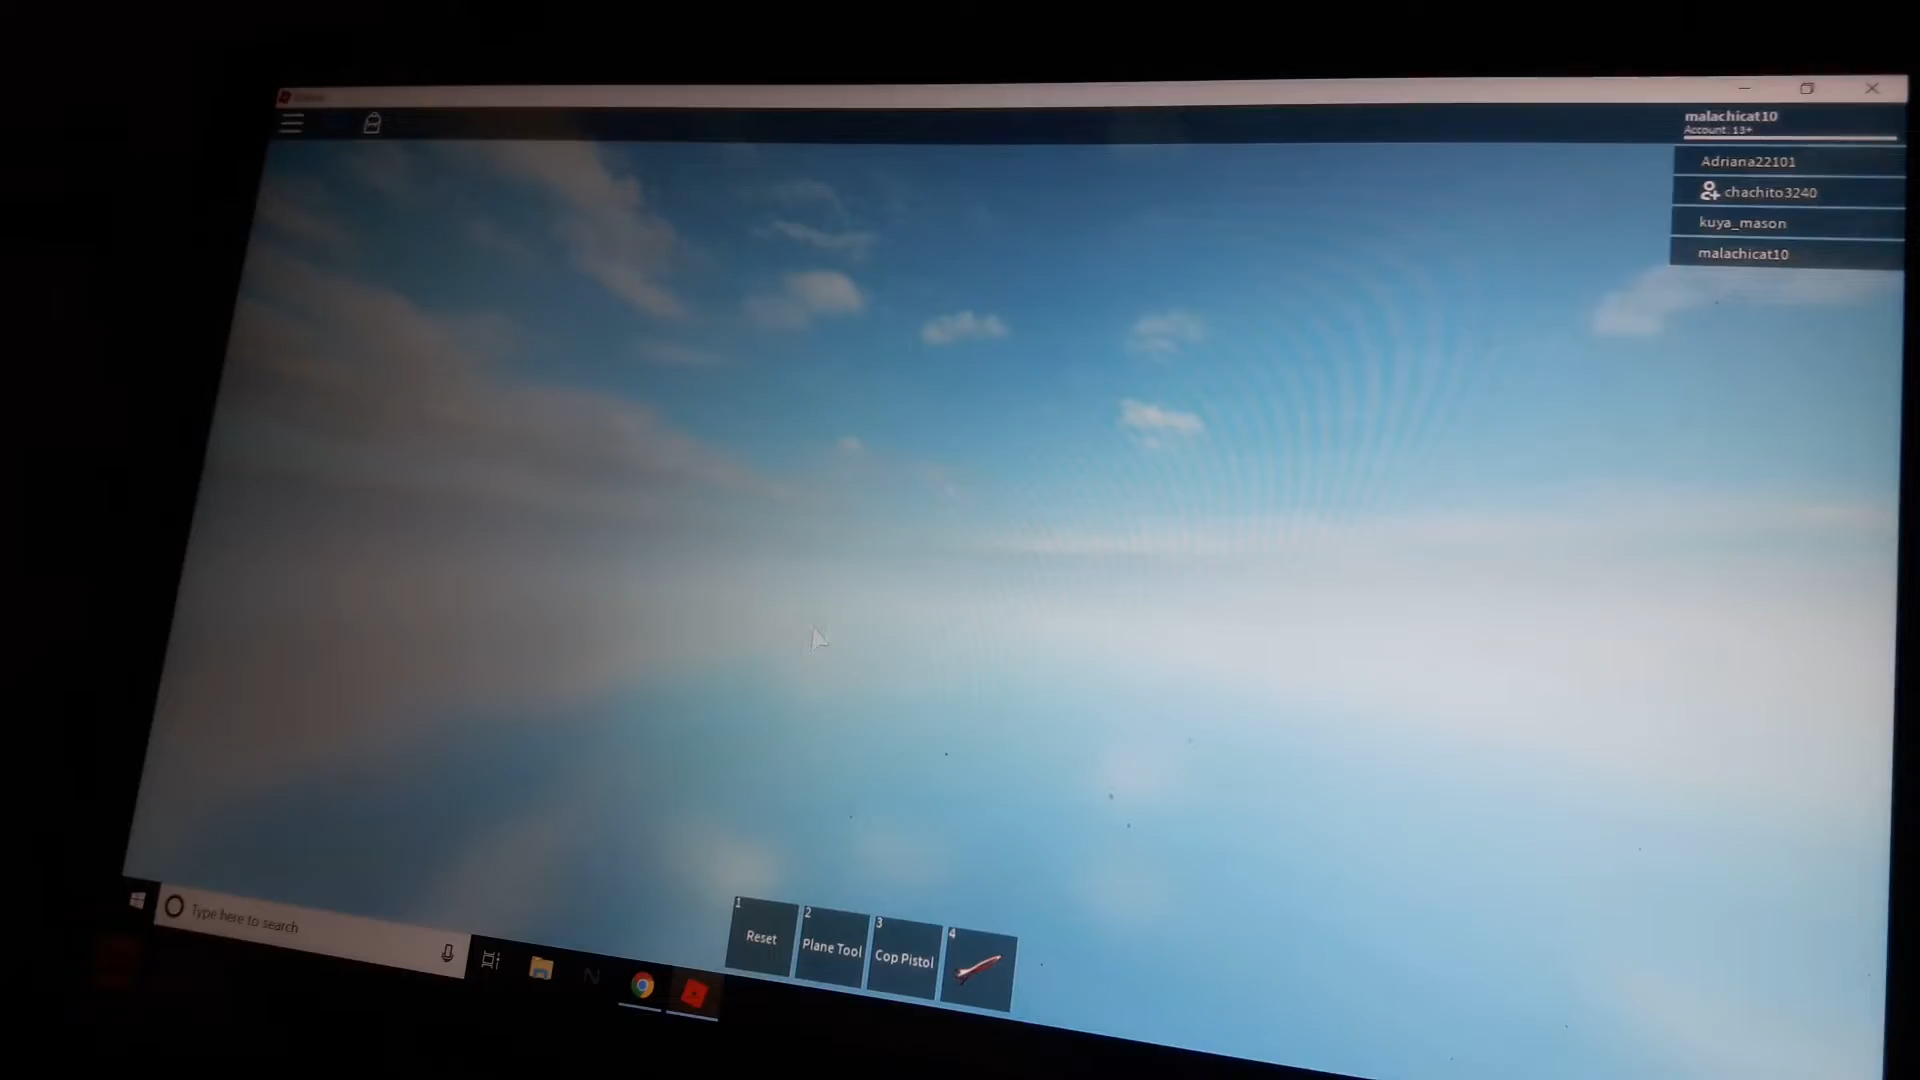 malachicat10
Account: 13+
Adriana22101
chachito3240
kuya_mason
malachicat10
1
Reset
2
Plane Tool
3
Cop Pistol
4
Type here to search